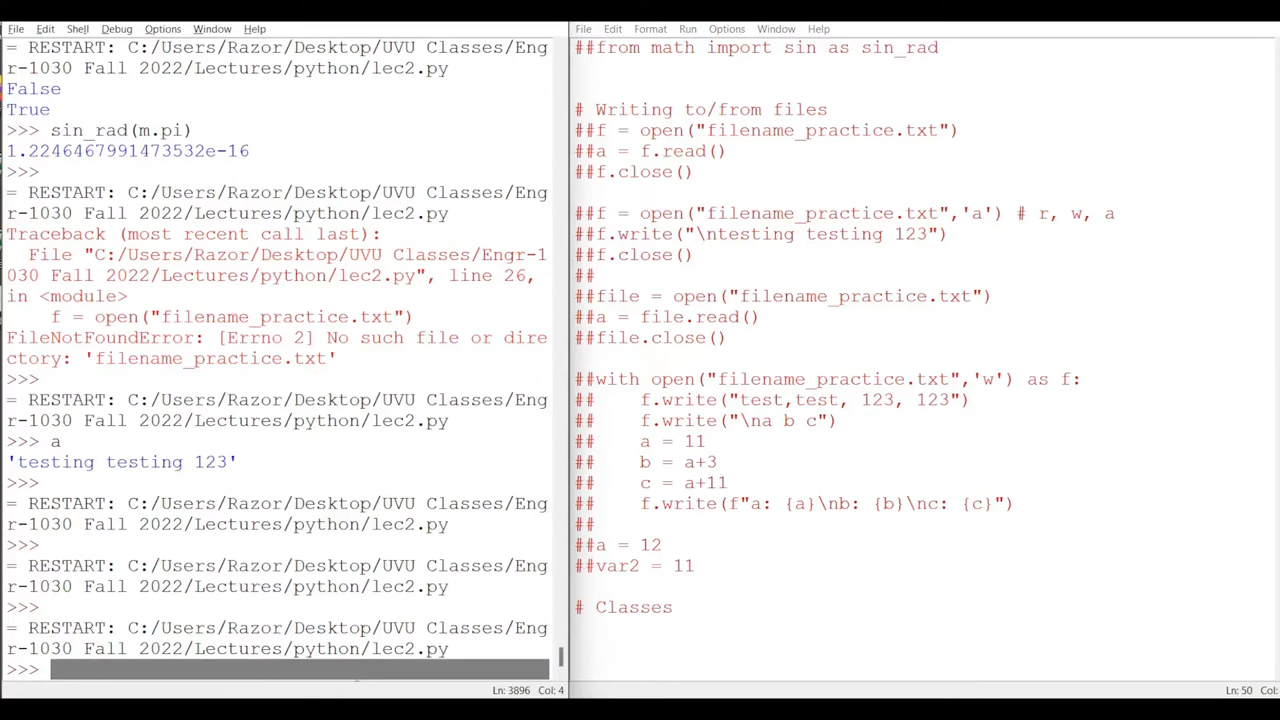 File Edit Shell Debug Options Window Help
= RESTART: C:/Users/Razor/Desktop/UVU Classes/Eng
r-1030 Fall 2022/Lectures/python/lec2.py
False
True
>>> sin_rad(m.pi)
1.2246467991473532e-16
>>>
= RESTART: C:/Users/Razor/Desktop/UVU Classes/Eng
r-1030 Fall 2022/Lectures/python/lec2.py
Traceback (most recent call last):
  File "C:/Users/Razor/Desktop/UVU Classes/Engr-1
030 Fall 2022/Lectures/python/lec2.py", line 26,
in <module>
    f = open("filename_practice.txt")
FileNotFoundError: [Errno 2] No such file or dire
ctory: 'filename_practice.txt'
>>>
= RESTART: C:/Users/Razor/Desktop/UVU Classes/Eng
r-1030 Fall 2022/Lectures/python/lec2.py
>>> a
'testing testing 123'
>>>
= RESTART: C:/Users/Razor/Desktop/UVU Classes/Eng
r-1030 Fall 2022/Lectures/python/lec2.py
>>>
= RESTART: C:/Users/Razor/Desktop/UVU Classes/Eng
r-1030 Fall 2022/Lectures/python/lec2.py
>>>
= RESTART: C:/Users/Razor/Desktop/UVU Classes/Eng
r-1030 Fall 2022/Lectures/python/lec2.py
>>>
Ln: 3896 Col: 4
File Edit Format Run Options Window Help
##from math import sin as sin_rad
# Writing to/from files
##f = open("filename_practice.txt")
##a = f.read()
##f.close()
##f = open("filename_practice.txt",'a') # r, w, a
##f.write("\ntesting testing 123")
##f.close()
##
##file = open("filename_practice.txt")
##a = file.read()
##file.close()
##with open("filename_practice.txt",'w') as f:
##    f.write("test,test, 123, 123")
##    f.write("\na b c")
##    a = 11
##    b = a+3
##    c = a+11
##    f.write(f"a: {a}\nb: {b}\nc: {c}")
##
##a = 12
##var2 = 11
# Classes
Ln: 50 Col: